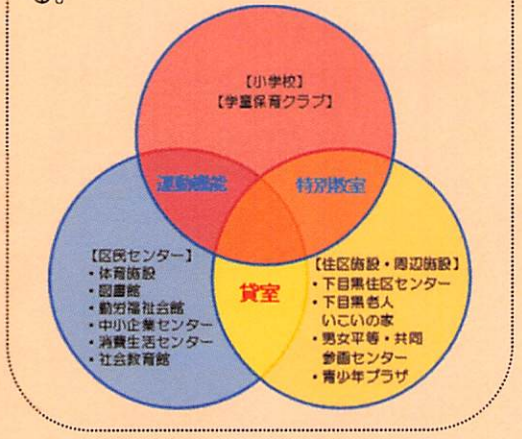 る。
【小学校】
【学童保育クラブ】
運動機能
特別教室
【区民センター】
・体育施設
・図書館
・勤労福祉会館
・中小企業センター
・消費生活センター
・社会教育館
貸室
【住区施設・周辺施設】
・下目黒住区センター
・下目黒老人
いこいの家
・男女平等・共同
参画センター
・青少年プラザ